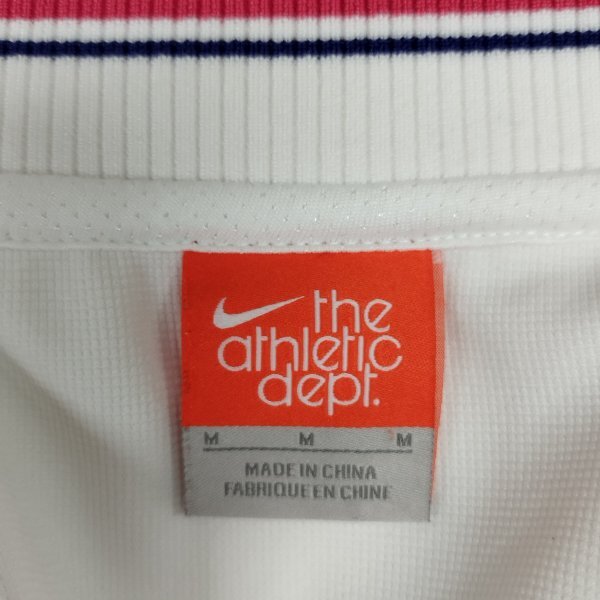 the
athletic
dept.
M M M
MADE IN CHINA
FABRIQUE EN CHINE